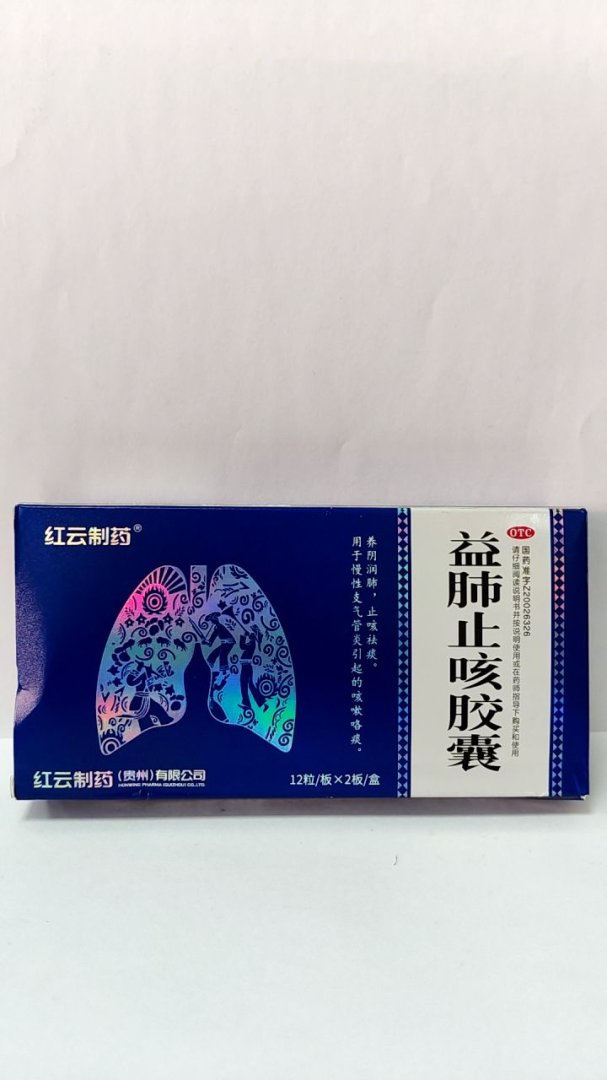 红云制药®
养阴润肺，止咳祛痰。
用于慢性支气管炎引起的咳嗽咯痰。
OTC
国药准字Z20026326
请仔细阅读说明书并按说明使用或在药师指导下购买和使用
益肺止咳胶囊
红云制药(贵州)有限公司
HONWING PHARMA (GUIZHOU) CO.,LTD.
12粒/板×2板/盒